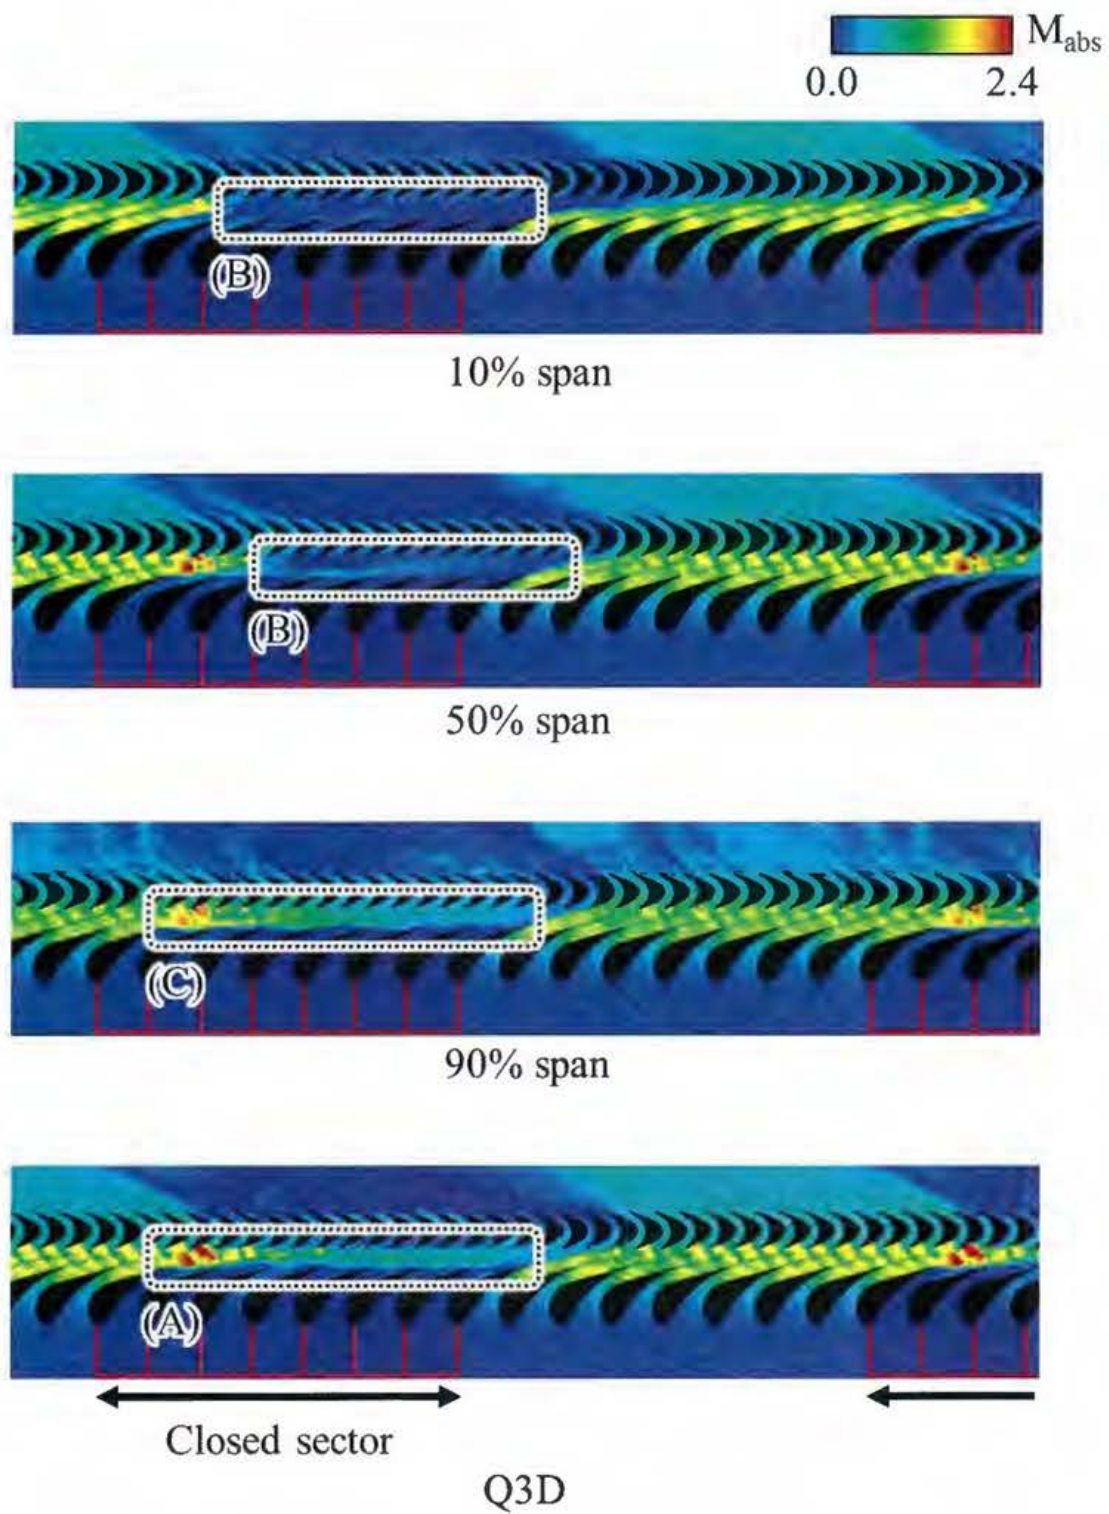 M_abs
0.0 2.4
(B)
10% span
(B)
50% span
(C)
90% span
(A)
Closed sector
Q3D